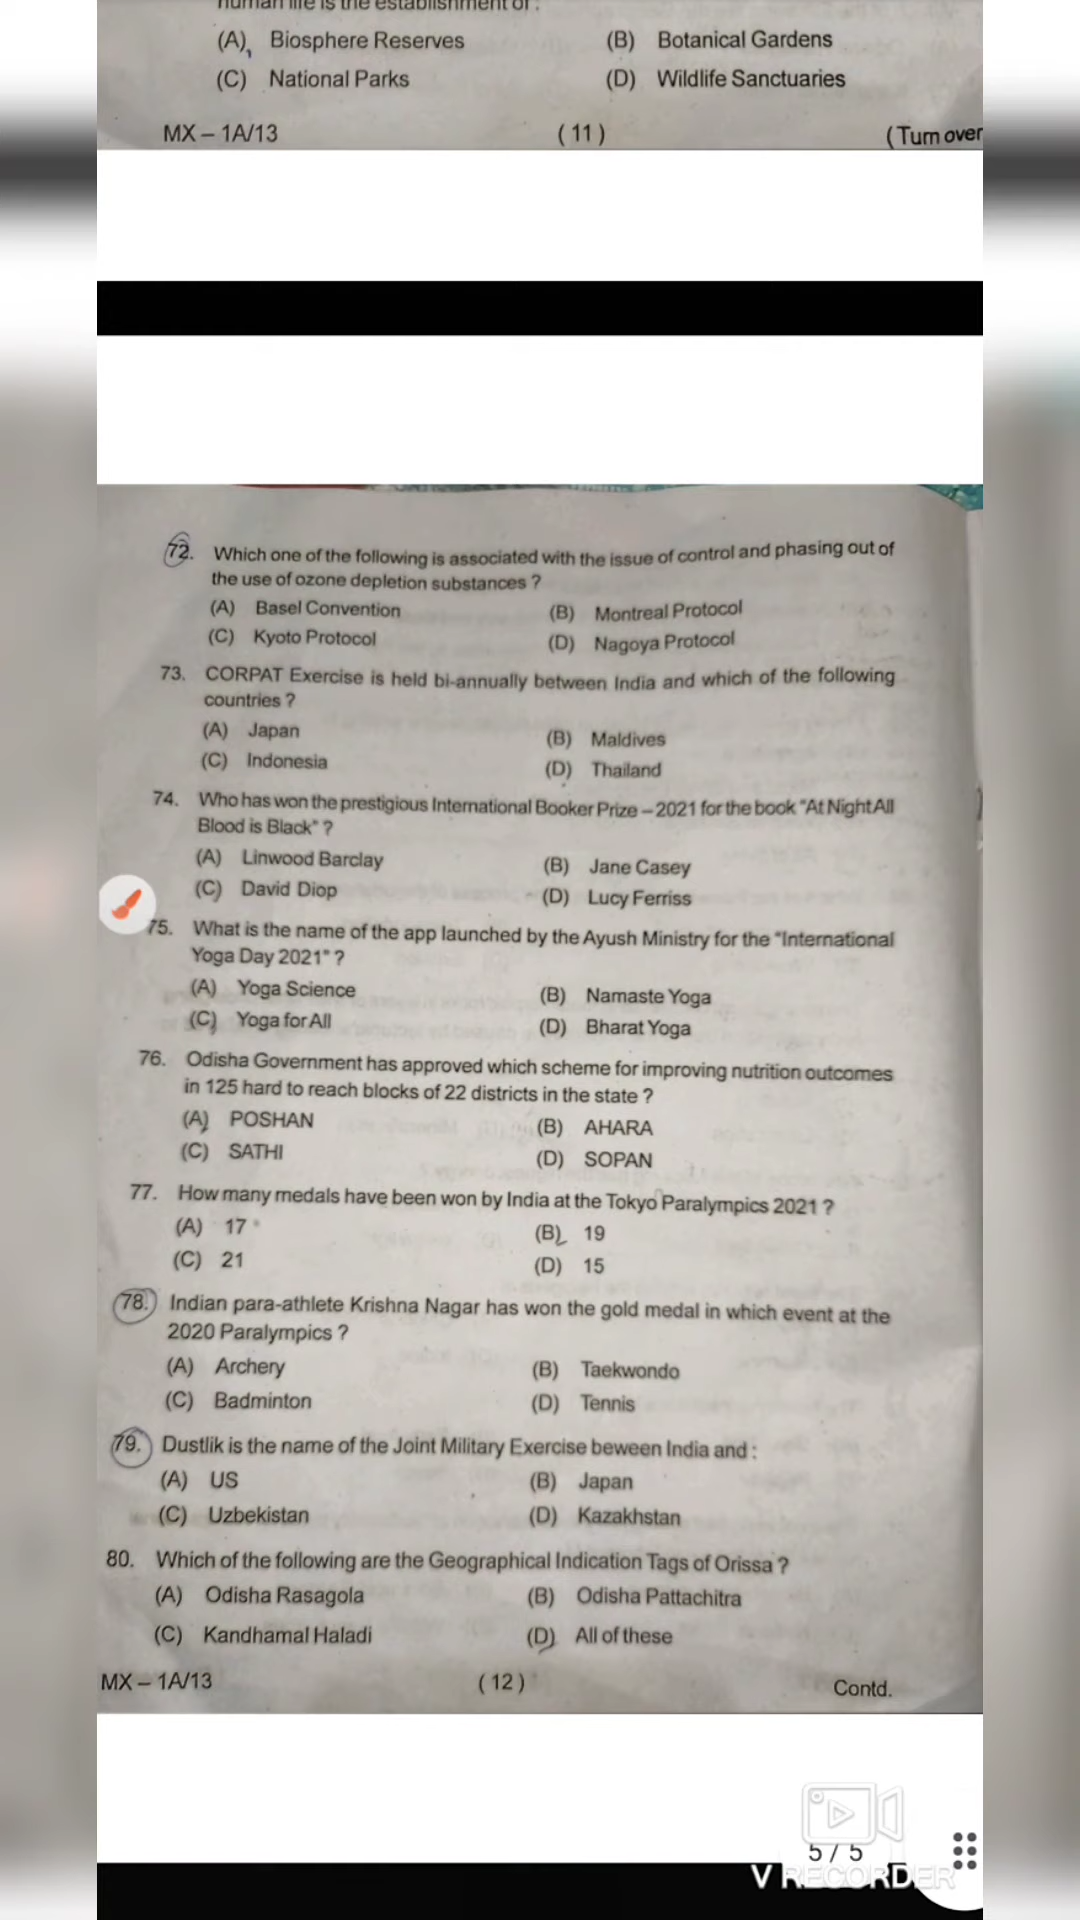 human life is the establishment of :
(A) Biosphere Reserves (B) Botanical Gardens
(C) National Parks (D) Wildlife Sanctuaries
MX – 1A/13 ( 11 ) (Turn over
72. Which one of the following is associated with the issue of control and phasing out of
the use of ozone depletion substances ?
(A) Basel Convention (B) Montreal Protocol
(C) Kyoto Protocol (D) Nagoya Protocol
73. CORPAT Exercise is held bi-annually between India and which of the following
countries ?
(A) Japan (B) Maldives
(C) Indonesia (D) Thailand
74. Who has won the prestigious International Booker Prize – 2021 for the book "At Night All
Blood is Black" ?
(A) Linwood Barclay (B) Jane Casey
(C) David Diop (D) Lucy Ferriss
75. What is the name of the app launched by the Ayush Ministry for the "International
Yoga Day 2021" ?
(A) Yoga Science (B) Namaste Yoga
(C) Yoga for All (D) Bharat Yoga
76. Odisha Government has approved which scheme for improving nutrition outcomes
in 125 hard to reach blocks of 22 districts in the state ?
(A) POSHAN (B) AHARA
(C) SATHI (D) SOPAN
77. How many medals have been won by India at the Tokyo Paralympics 2021 ?
(A) 17 (B) 19
(C) 21 (D) 15
78. Indian para-athlete Krishna Nagar has won the gold medal in which event at the
2020 Paralympics ?
(A) Archery (B) Taekwondo
(C) Badminton (D) Tennis
79. Dustlik is the name of the Joint Military Exercise beween India and :
(A) US (B) Japan
(C) Uzbekistan (D) Kazakhstan
80. Which of the following are the Geographical Indication Tags of Orissa ?
(A) Odisha Rasagola (B) Odisha Pattachitra
(C) Kandhamal Haladi (D) All of these
MX – 1A/13 ( 12 ) Contd.
5 / 5
V RECORDER